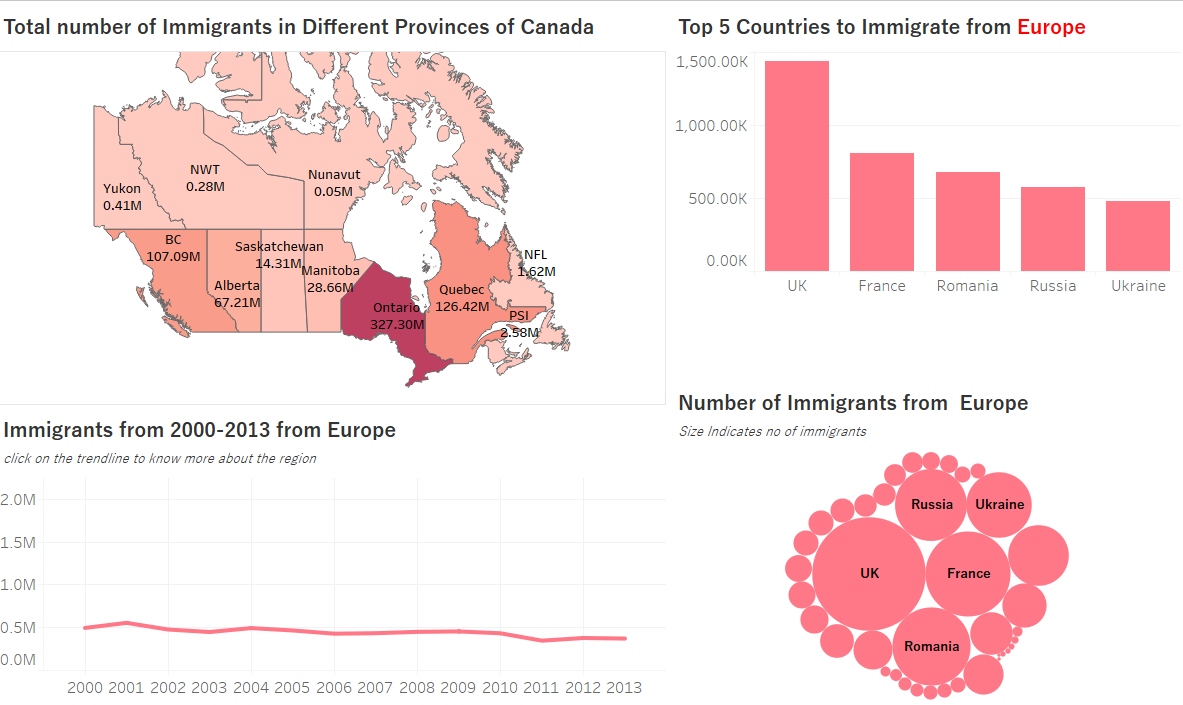 Total number of Immigrants in Different Provinces of Canada
NWT
0.28M
Nunavut
0.05M
Yukon
0.41M
BC
107.09M
Saskatchewan
14.31M
NFL
1.62M
Manitoba
28.66M
Alberta
67.21M
Quebec
126.42M
Ontario
327.30M
PSI
2.58M
Top 5 Countries to Immigrate from Europe
1,500.00K
1,000.00K
500.00K
0.00K
UK France Romania Russia Ukraine
Immigrants from 2000-2013 from Europe
click on the trendline to know more about the region
2.0M
1.5M
1.0M
0.5M
0.0M
2000 2001 2002 2003 2004 2005 2006 2007 2008 2009 2010 2011 2012 2013
Number of Immigrants from Europe
Size Indicates no of immigrants
Russia
Ukraine
UK
France
Romania